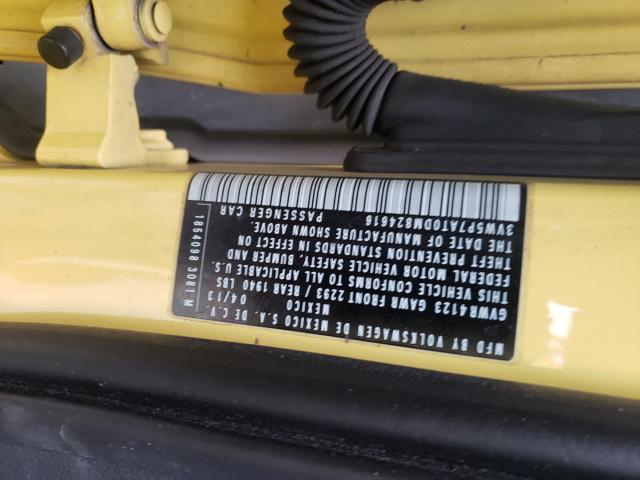 MFD BY VOLKSWAGEN DE MEXICO S.A. DE C.V.
MEXICO 04/13
GVWR 4123 GAWR FRONT 2293 / REAR 1940 LBS
THIS VEHICLE CONFORMS TO ALL APPLICABLE U.S.
FEDERAL MOTOR VEHICLE SAFETY, BUMPER AND
THEFT PREVENTION STANDARDS IN EFFECT ON
THE DATE OF MANUFACTURE SHOWN ABOVE.
3VW5P7AT0DM824616 PASSENGER CAR
1854098 3081 M